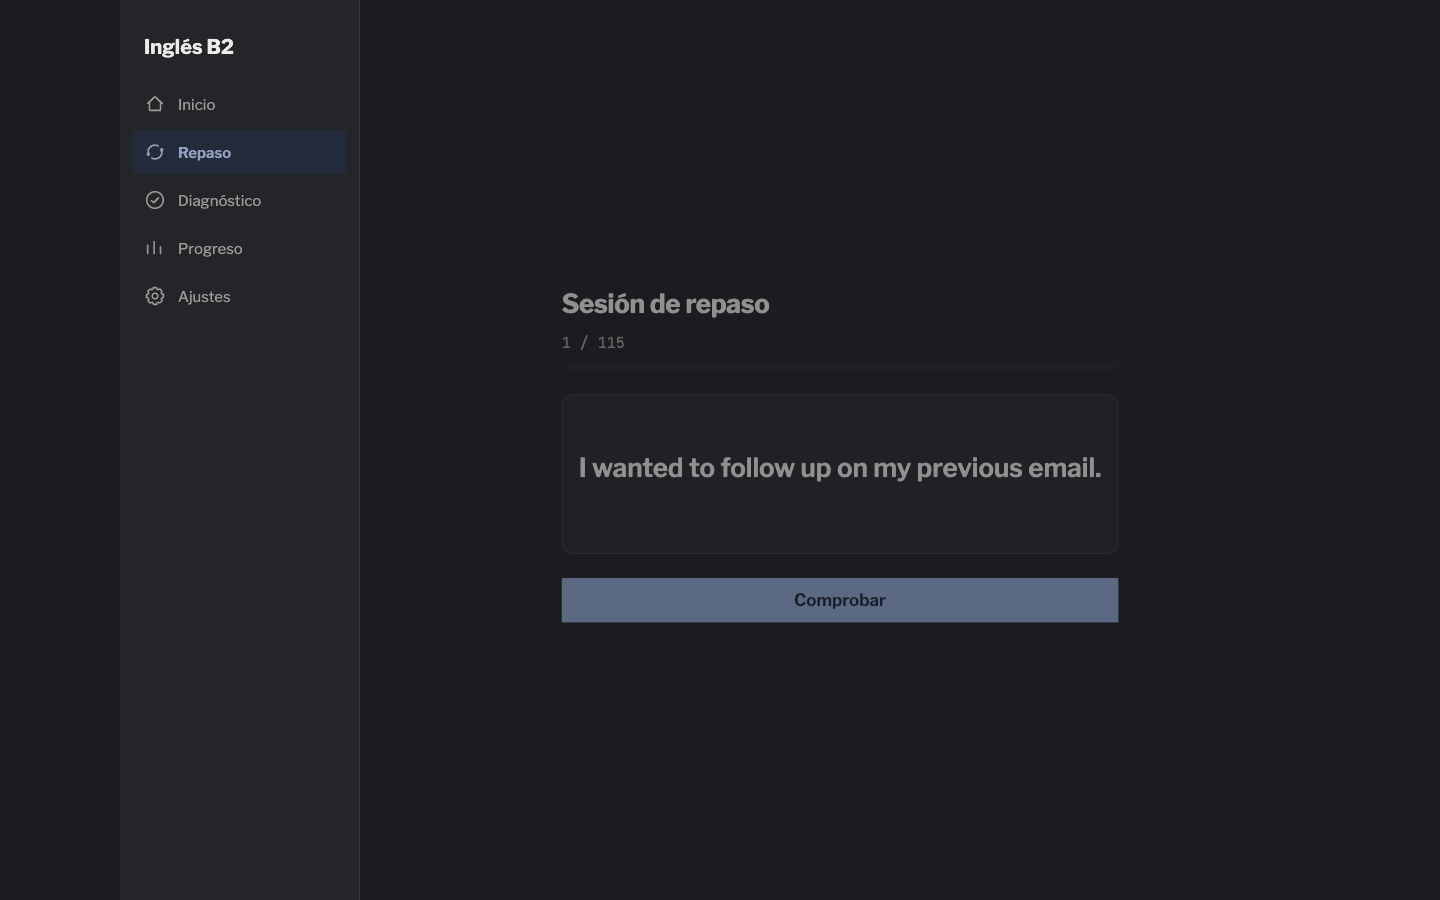 Inglés B2
Inicio
Repaso
Diagnóstico
Progreso
Ajustes
Sesión de repaso
1 / 115
I wanted to follow up on my previous email.
Comprobar